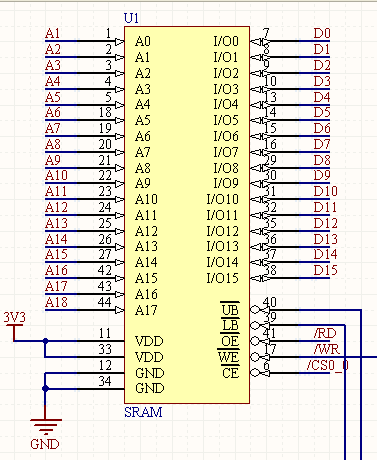 U1
A1 1 A0 I/O0 7 D0
A2 2 A1 I/O1 8 D1
A3 3 A2 I/O2 9 D2
A4 4 A3 I/O3 10 D3
A5 5 A4 I/O4 13 D4
A6 18 A5 I/O5 14 D5
A7 19 A6 I/O6 15 D6
A8 20 A7 I/O7 16 D7
A9 21 A8 I/O8 29 D8
A10 22 A9 I/O9 30 D9
A11 23 A10 I/O10 31 D10
A12 24 A11 I/O11 32 D11
A13 25 A12 I/O12 35 D12
A14 26 A13 I/O13 36 D13
A15 27 A14 I/O14 37 D14
A16 42 A15 I/O15 38 D15
A17 43 A16
A18 44 A17 UB 40
3V3 LB 39
11 VDD OE 41 /RD
33 VDD WE 17 /WR
12 GND CE 6 /CS0_0
34 GND
SRAM
GND